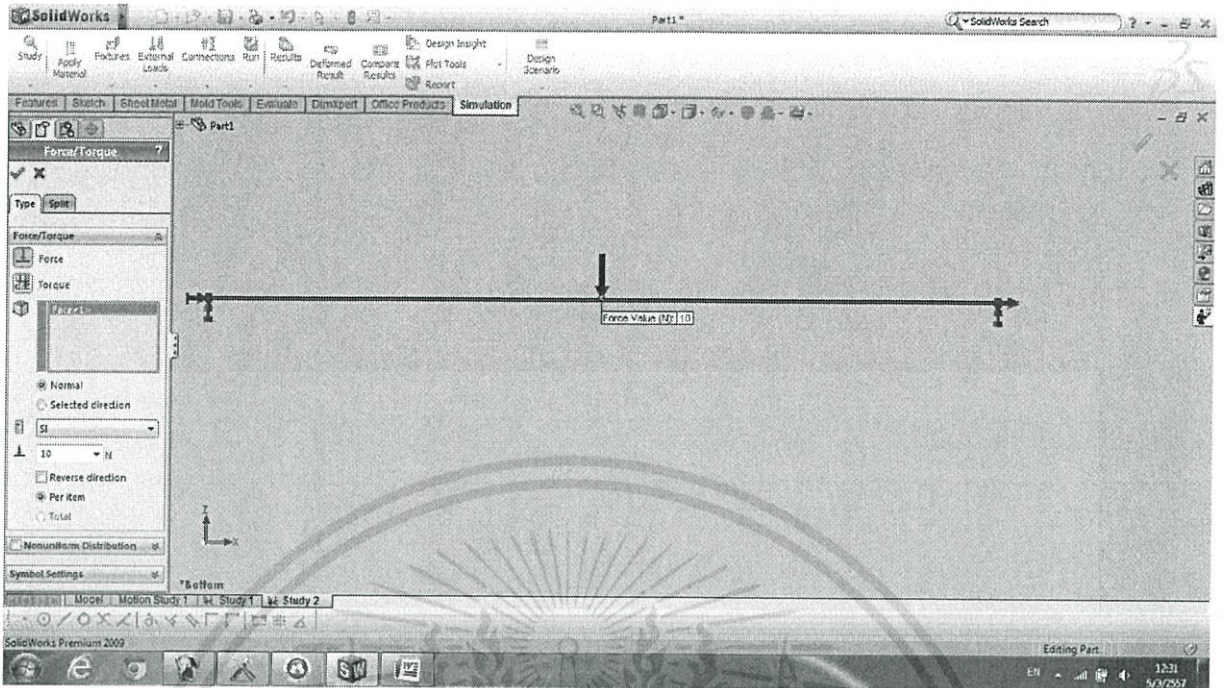 SolidWorks
Part1 *
SolidWorks Search
Study
Apply Material
Fixtures
External Loads
Connections
Run
Results
Deformed Result
Compare Results
Design Insight
Plot Tools
Report
Design Scenario
Features
Sketch
Sheet Metal
Mold Tools
Evaluate
DimXpert
Office Products
Simulation
Part1
Force/Torque
?
Type
Split
Force/Torque
Force
Torque
Force Value (N): 10
Normal
Selected direction
SI
10
N
Reverse direction
Per item
Total
Nonuniform Distribution
Symbol Settings
Z
X
*Bottom
Model
Motion Study 1
Study 1
Study 2
SolidWorks Premium 2009
Editing Part
EN
12:31
5/3/2557